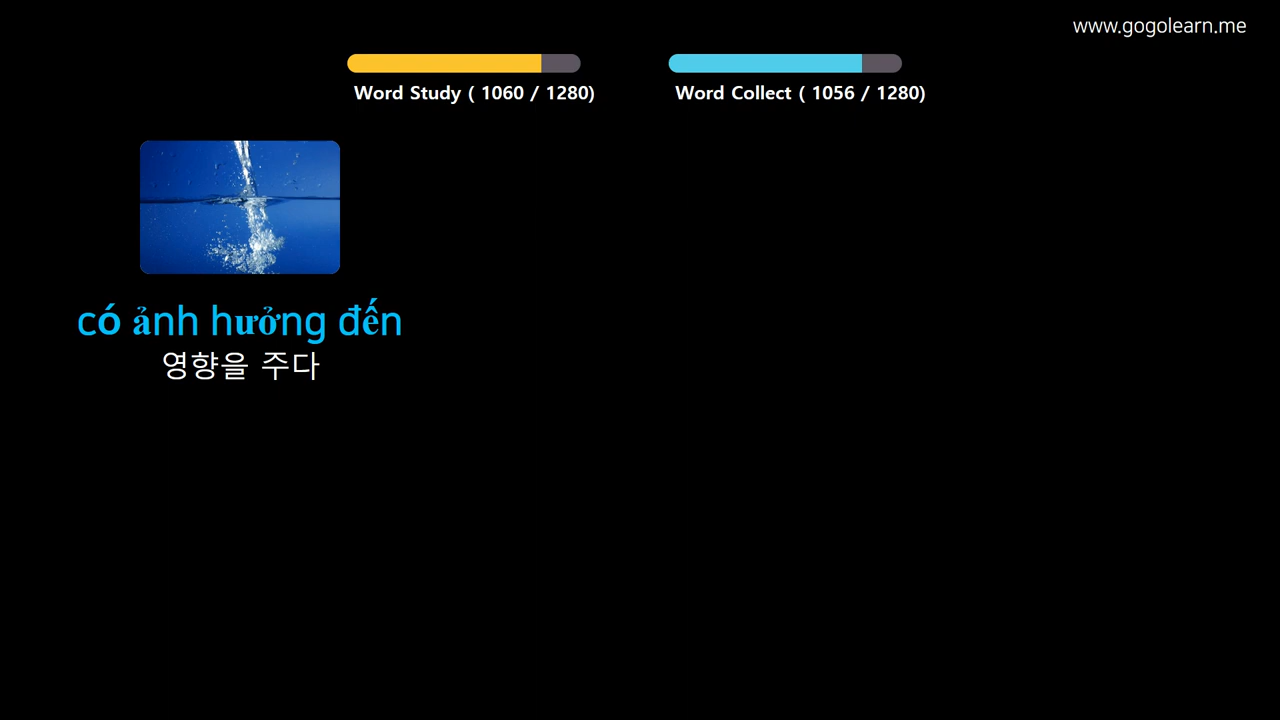 www.gogolearn.me
Word Study ( 1060 / 1280)
Word Collect ( 1056 / 1280)
có ảnh hưởng đến
영향을 주다